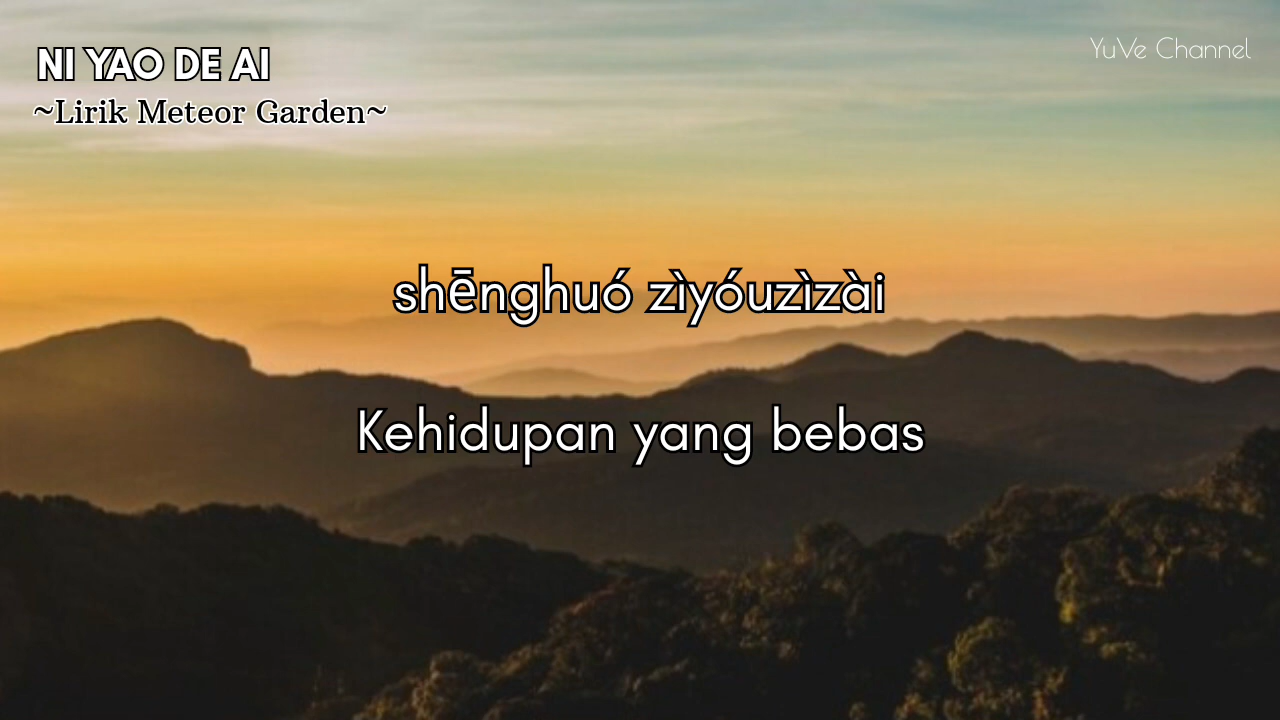 NI YAO DE AI
YuVe Channel
~Lirik Meteor Garden~
shēnghuó zìyóuzìzài
Kehidupan yang bebas